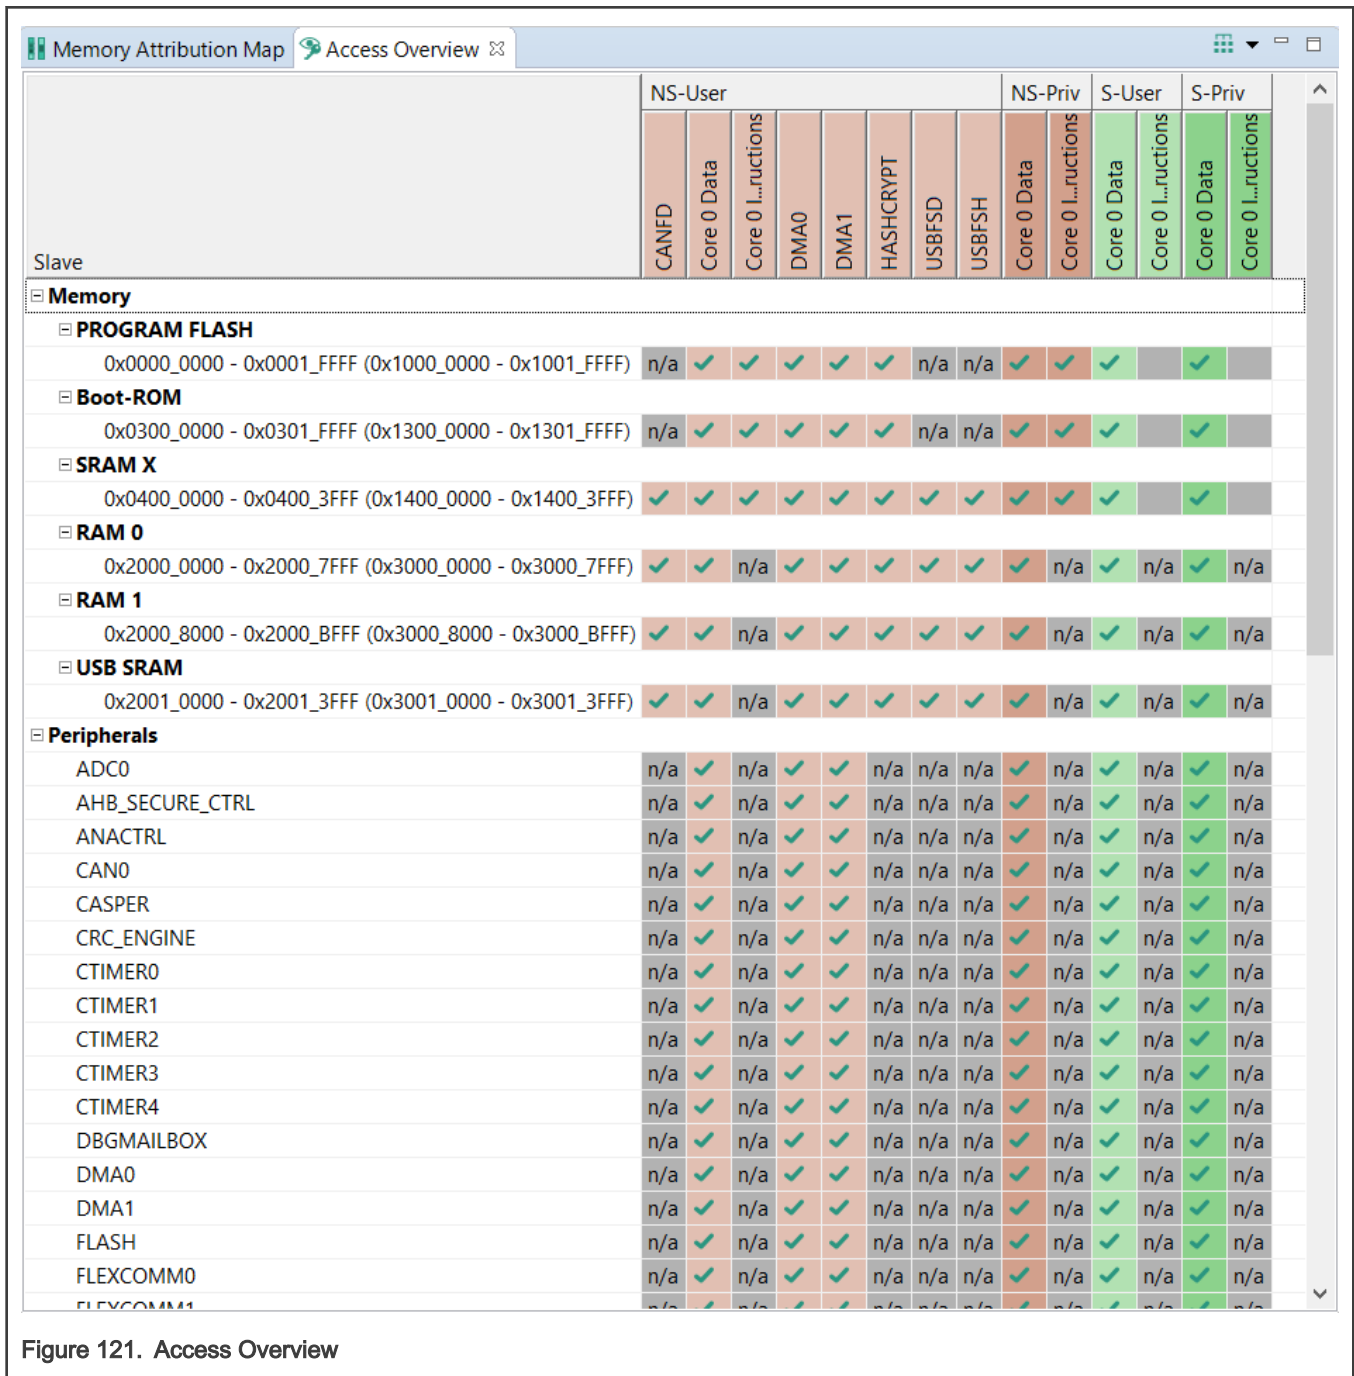 Memory Attribution Map Access Overview
NS-User NS-Priv S-User S-Priv
Slave CANFD Core 0 Data Core 0 I...ructions DMA0 DMA1 HASHCRYPT USBFSD USBFSH Core 0 Data Core 0 I...ructions Core 0 Data Core 0 I...ructions Core 0 Data Core 0 I...ructions
Memory
PROGRAM FLASH
0x0000_0000 - 0x0001_FFFF (0x1000_0000 - 0x1001_FFFF) n/a n/a n/a
Boot-ROM
0x0300_0000 - 0x0301_FFFF (0x1300_0000 - 0x1301_FFFF) n/a n/a n/a
SRAM X
0x0400_0000 - 0x0400_3FFF (0x1400_0000 - 0x1400_3FFF)
RAM 0
0x2000_0000 - 0x2000_7FFF (0x3000_0000 - 0x3000_7FFF) n/a n/a n/a n/a
RAM 1
0x2000_8000 - 0x2000_BFFF (0x3000_8000 - 0x3000_BFFF) n/a n/a n/a n/a
USB SRAM
0x2001_0000 - 0x2001_3FFF (0x3001_0000 - 0x3001_3FFF) n/a n/a n/a n/a
Peripherals
ADC0 n/a n/a n/a n/a n/a n/a n/a n/a
AHB_SECURE_CTRL n/a n/a n/a n/a n/a n/a n/a n/a
ANACTRL n/a n/a n/a n/a n/a n/a n/a n/a
CAN0 n/a n/a n/a n/a n/a n/a n/a n/a
CASPER n/a n/a n/a n/a n/a n/a n/a n/a
CRC_ENGINE n/a n/a n/a n/a n/a n/a n/a n/a
CTIMER0 n/a n/a n/a n/a n/a n/a n/a n/a
CTIMER1 n/a n/a n/a n/a n/a n/a n/a n/a
CTIMER2 n/a n/a n/a n/a n/a n/a n/a n/a
CTIMER3 n/a n/a n/a n/a n/a n/a n/a n/a
CTIMER4 n/a n/a n/a n/a n/a n/a n/a n/a
DBGMAILBOX n/a n/a n/a n/a n/a n/a n/a n/a
DMA0 n/a n/a n/a n/a n/a n/a n/a n/a
DMA1 n/a n/a n/a n/a n/a n/a n/a n/a
FLASH n/a n/a n/a n/a n/a n/a n/a n/a
FLEXCOMM0 n/a n/a n/a n/a n/a n/a n/a n/a
FLEXCOMM1 n/a n/a n/a n/a n/a n/a n/a n/a
Figure 121. Access Overview